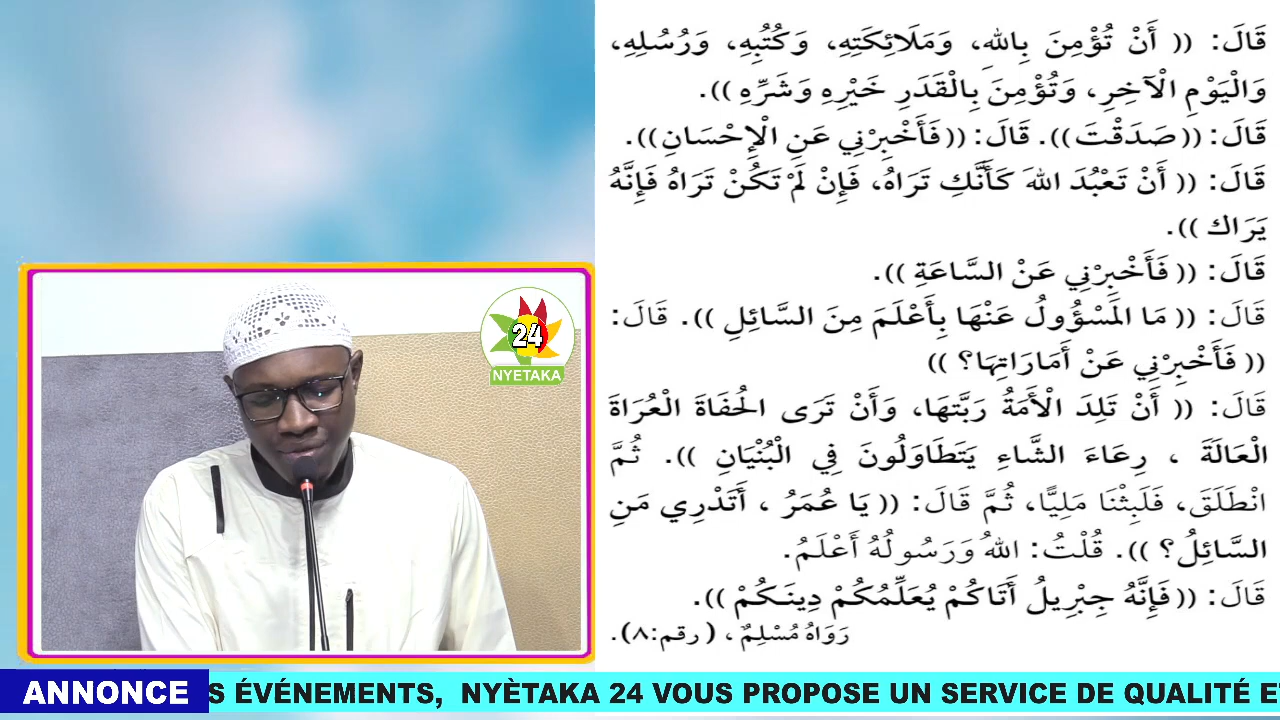 قَالَ: (( أَنْ تُؤْمِنَ بِاللهِ، وَمَلَائِكَتِهِ، وَكُتُبِهِ، وَرُسُلِهِ،
وَالْيَوْمِ الْآخِرِ، وَتُؤْمِنَ بِالْقَدَرِ خَيْرِهِ وَشَرِّهِ )).
قَالَ: (( صَدَقْتَ )). قَالَ: (( فَأَخْبِرْنِي عَنِ الْإِحْسَانِ )).
قَالَ: (( أَنْ تَعْبُدَ اللهَ كَأَنَّكَ تَرَاهُ، فَإِنْ لَمْ تَكُنْ تَرَاهُ فَإِنَّهُ
يَرَاك )).
قَالَ: (( فَأَخْبِرْنِي عَنْ السَّاعَةِ )).
قَالَ: (( مَا الْمَسْؤُولُ عَنْهَا بِأَعْلَمَ مِنَ السَّائِلِ )). قَالَ:
(( فَأَخْبِرْنِي عَنْ أَمَارَاتِهَا؟ ))
قَالَ: (( أَنْ تَلِدَ الْأَمَةُ رَبَّتهَا، وَأَنْ تَرَى الْحُفَاةَ الْعُرَاةَ
الْعَالَةَ ، رِعَاءَ الشَّاءِ يَتَطَاوَلُونَ فِي الْبُنْيَانِ )). ثُمَّ
انْطَلَقَ، فَلَبِثْنَا مَلِيًّا، ثُمَّ قَالَ: (( يَا عُمَرُ ، أَتَدْرِي مَنِ
السَّائِلُ؟ )). قُلْتُ: اللهُ وَرَسُولُهُ أَعْلَمُ.
قَالَ: (( فَإِنَّهُ جِبْرِيلُ أَتَاكُمْ يُعَلِّمُكُمْ دِينَكُمْ )).
رَوَاهُ مُسْلِمٌ ، ( رقم:٨).
24
NYETAKA
ANNONCE S ÉVÉNEMENTS, NYÈTAKA 24 VOUS PROPOSE UN SERVICE DE QUALITÉ ET